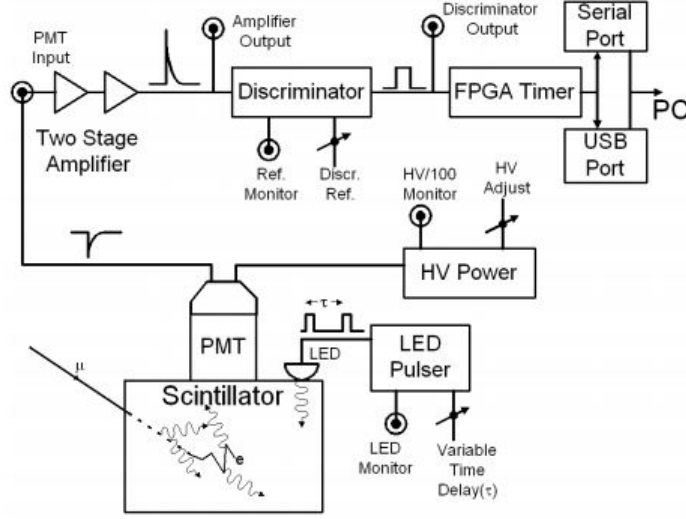 PMT
Input
Amplifier
Output
Discriminator
Output
Serial
Port
Discriminator
FPGA Timer
PC
Two Stage
Amplifier
USB
Port
Ref.
Monitor
Discr.
Ref.
HV/100
Monitor
HV
Adjust
HV Power
τ
PMT
LED
LED
Pulser
μ
Scintillator
e
LED
Monitor
Variable
Time
Delay(τ)